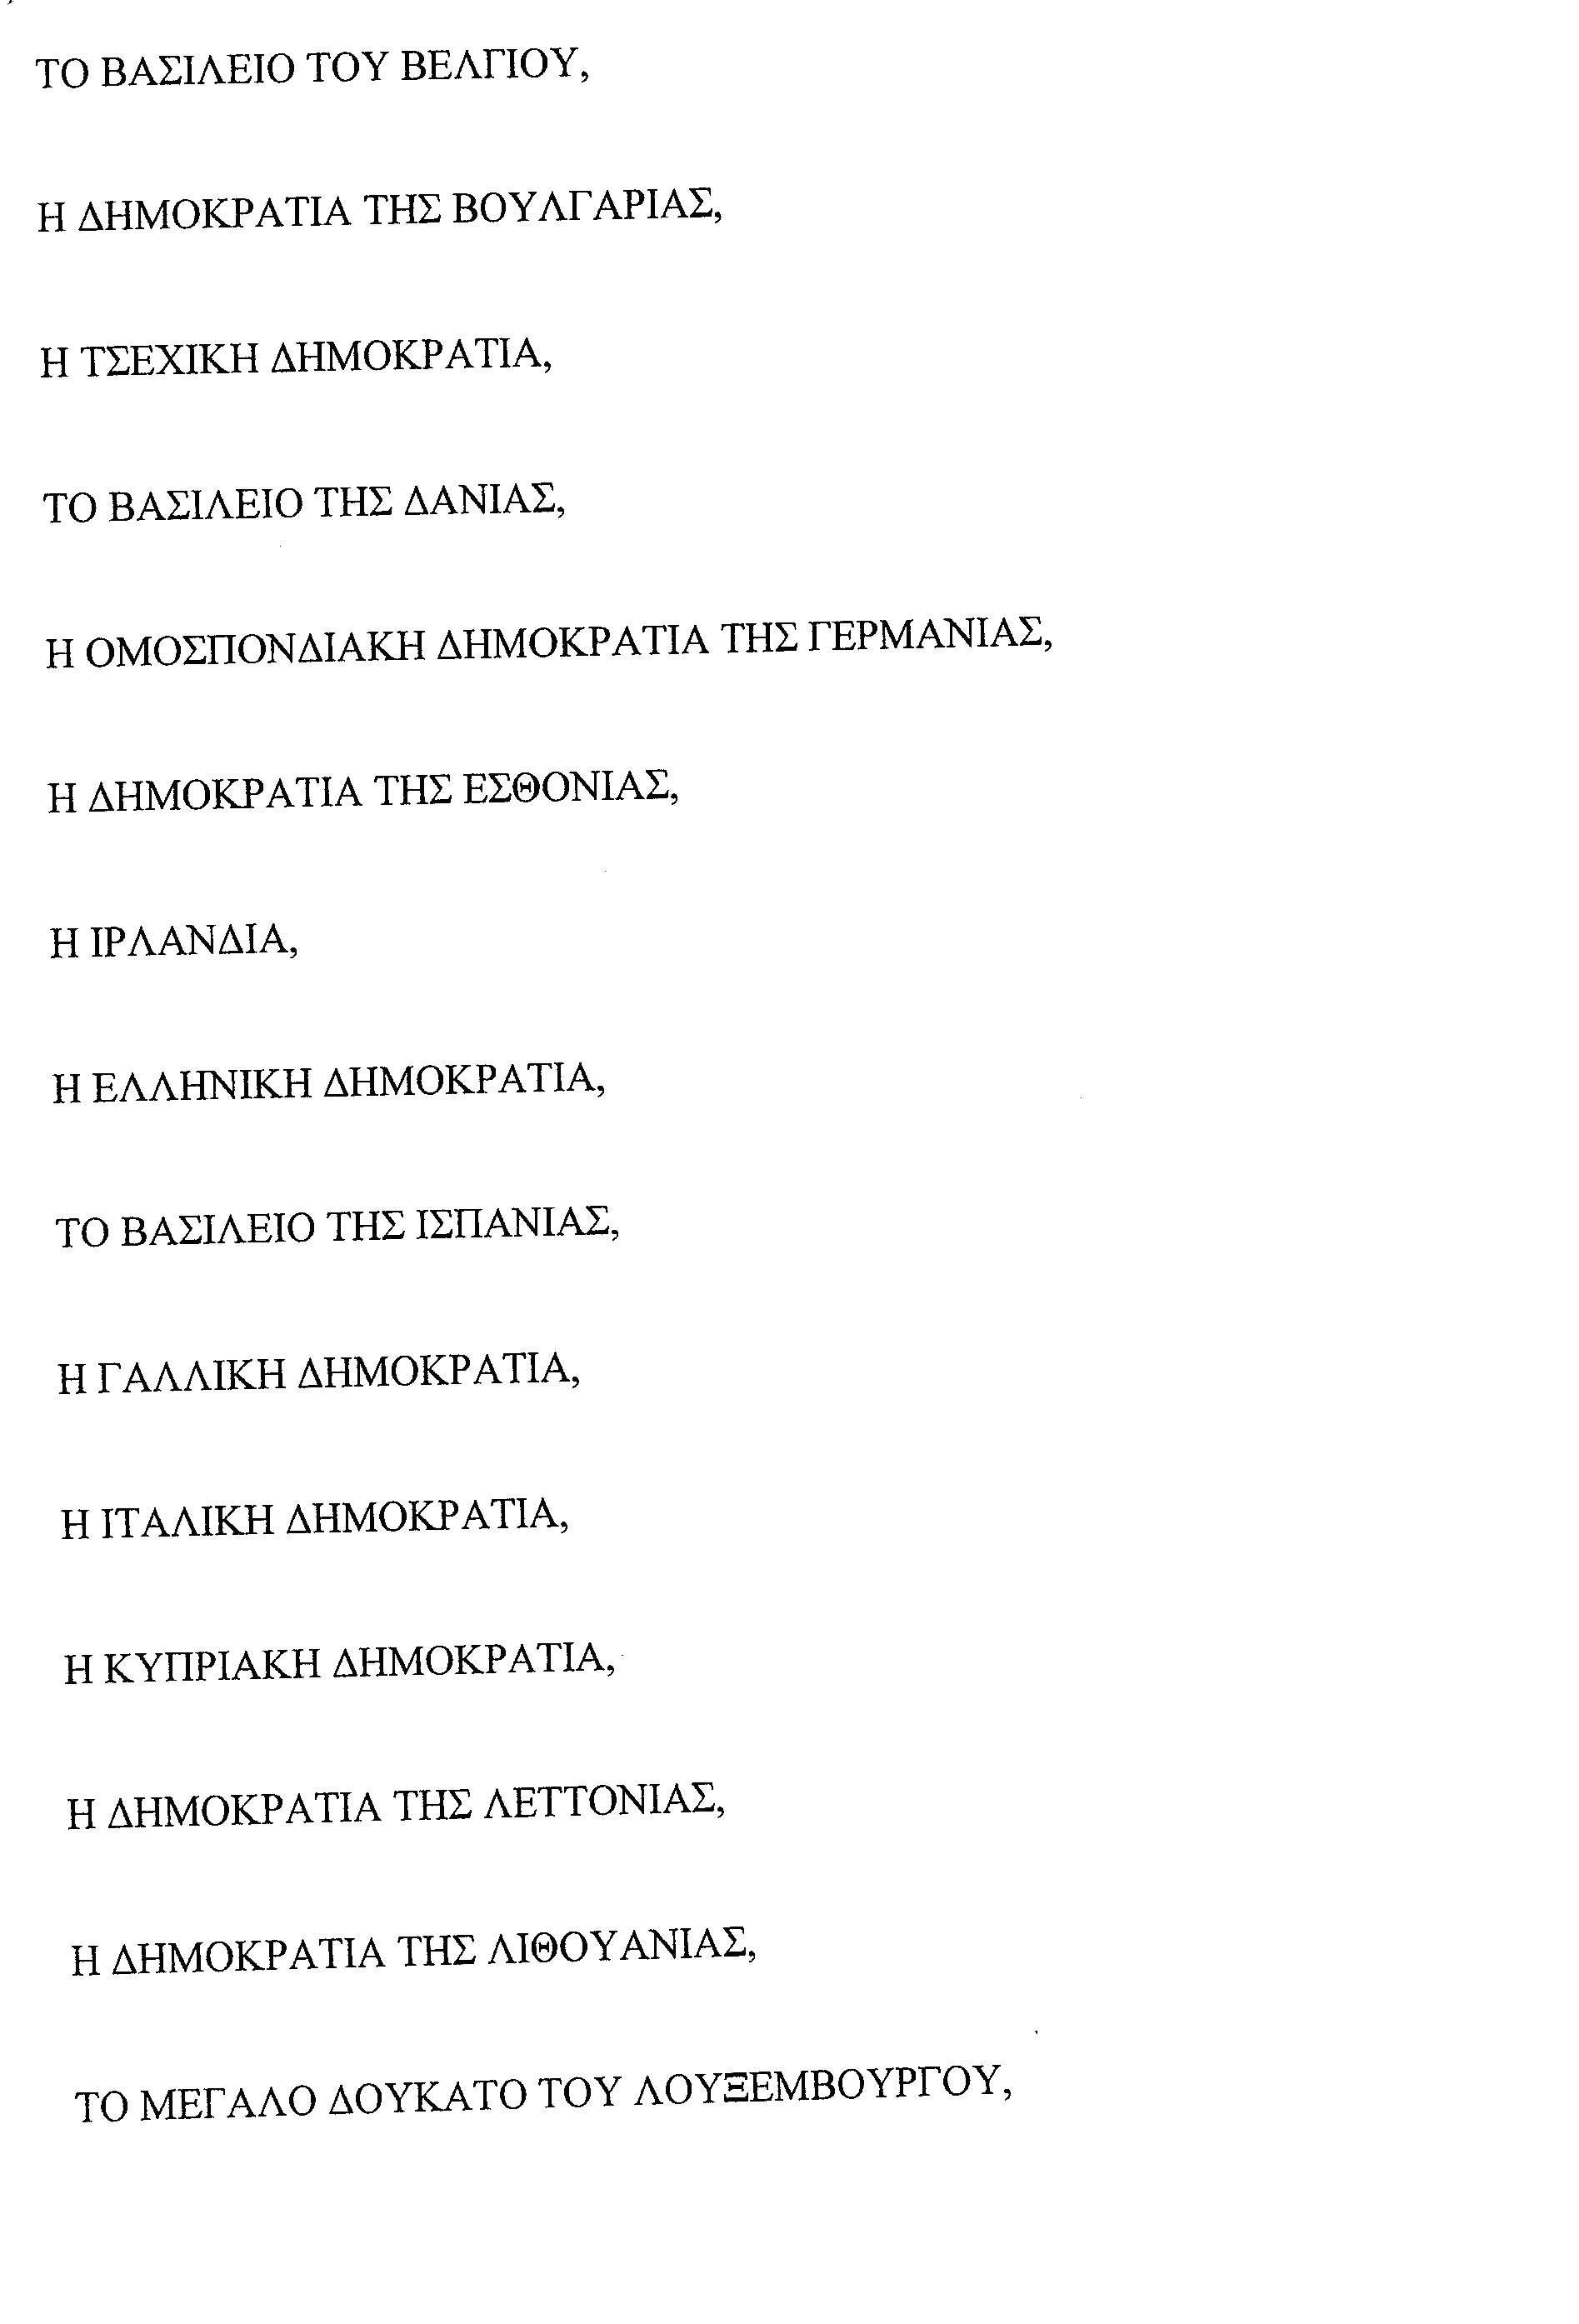 ΤΟ ΒΑΣΙΛΕΙΟ ΤΟΥ ΒΕΛΓΙΟΥ,
Η ΔΗΜΟΚΡΑΤΙΑ ΤΗΣ ΒΟΥΛΓΑΡΙΑΣ,
Η ΤΣΕΧΙΚΗ ΔΗΜΟΚΡΑΤΙΑ,
ΤΟ ΒΑΣΙΛΕΙΟ ΤΗΣ ΔΑΝΙΑΣ,
Η ΟΜΟΣΠΟΝΔΙΑΚΗ ΔΗΜΟΚΡΑΤΙΑ ΤΗΣ ΓΕΡΜΑΝΙΑΣ,
Η ΔΗΜΟΚΡΑΤΙΑ ΤΗΣ ΕΣΘΟΝΙΑΣ,
Η ΙΡΛΑΝΔΙΑ,
Η ΕΛΛΗΝΙΚΗ ΔΗΜΟΚΡΑΤΙΑ,
ΤΟ ΒΑΣΙΛΕΙΟ ΤΗΣ ΙΣΠΑΝΙΑΣ,
Η ΓΑΛΛΙΚΗ ΔΗΜΟΚΡΑΤΙΑ,
Η ΙΤΑΛΙΚΗ ΔΗΜΟΚΡΑΤΙΑ,
Η ΚΥΠΡΙΑΚΗ ΔΗΜΟΚΡΑΤΙΑ,
Η ΔΗΜΟΚΡΑΤΙΑ ΤΗΣ ΛΕΤΤΟΝΙΑΣ,
Η ΔΗΜΟΚΡΑΤΙΑ ΤΗΣ ΛΙΘΟΥΑΝΙΑΣ,
ΤΟ ΜΕΓΑΛΟ ΔΟΥΚΑΤΟ ΤΟΥ ΛΟΥΞΕΜΒΟΥΡΓΟΥ,